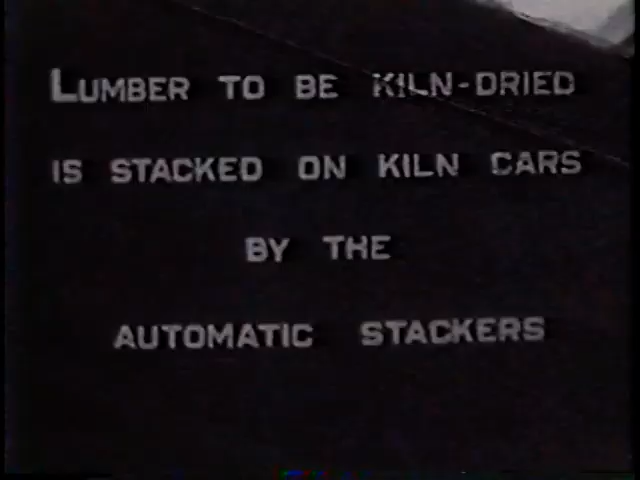 LUMBER TO BE KILN-DRIED
IS STACKED ON KILN CARS
BY THE
AUTOMATIC STACKERS